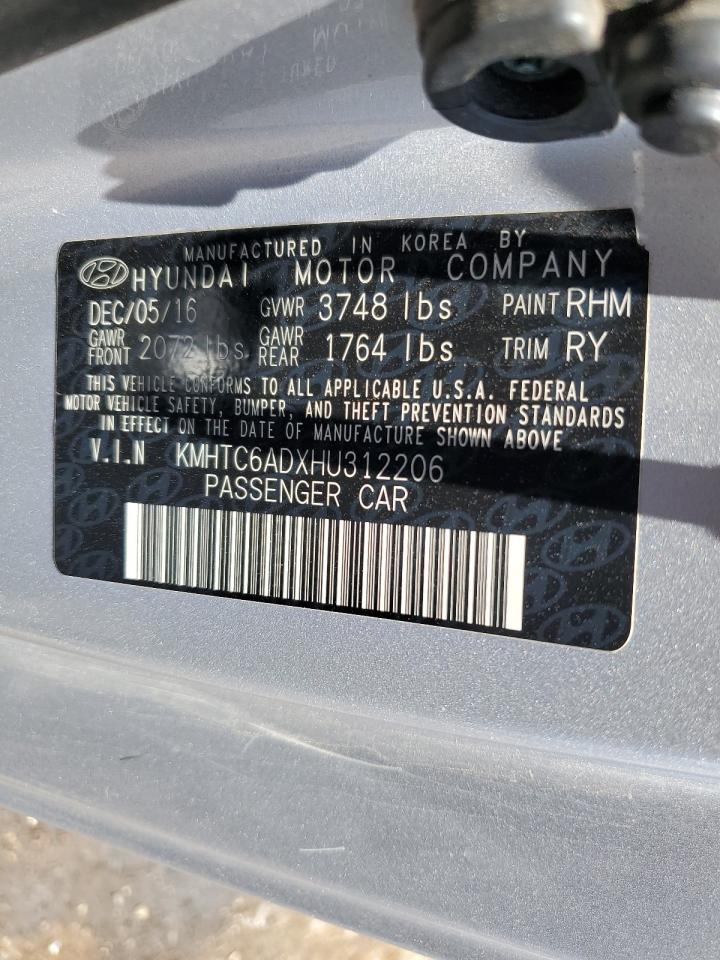 MANUFACTURED IN KOREA BY
HYUNDAI MOTOR COMPANY
DEC/05/16 GVWR 3748 lbs PAINT RHM
GAWR FRONT 2072 lbs GAWR REAR 1764 lbs TRIM RY
THIS VEHICLE CONFORMS TO ALL APPLICABLE U.S.A. FEDERAL
MOTOR VEHICLE SAFETY, BUMPER, AND THEFT PREVENTION STANDARDS
IN EFFECT ON THE DATE OF MANUFACTURE SHOWN ABOVE
V.I.N KMHTC6ADXHU312206
PASSENGER CAR